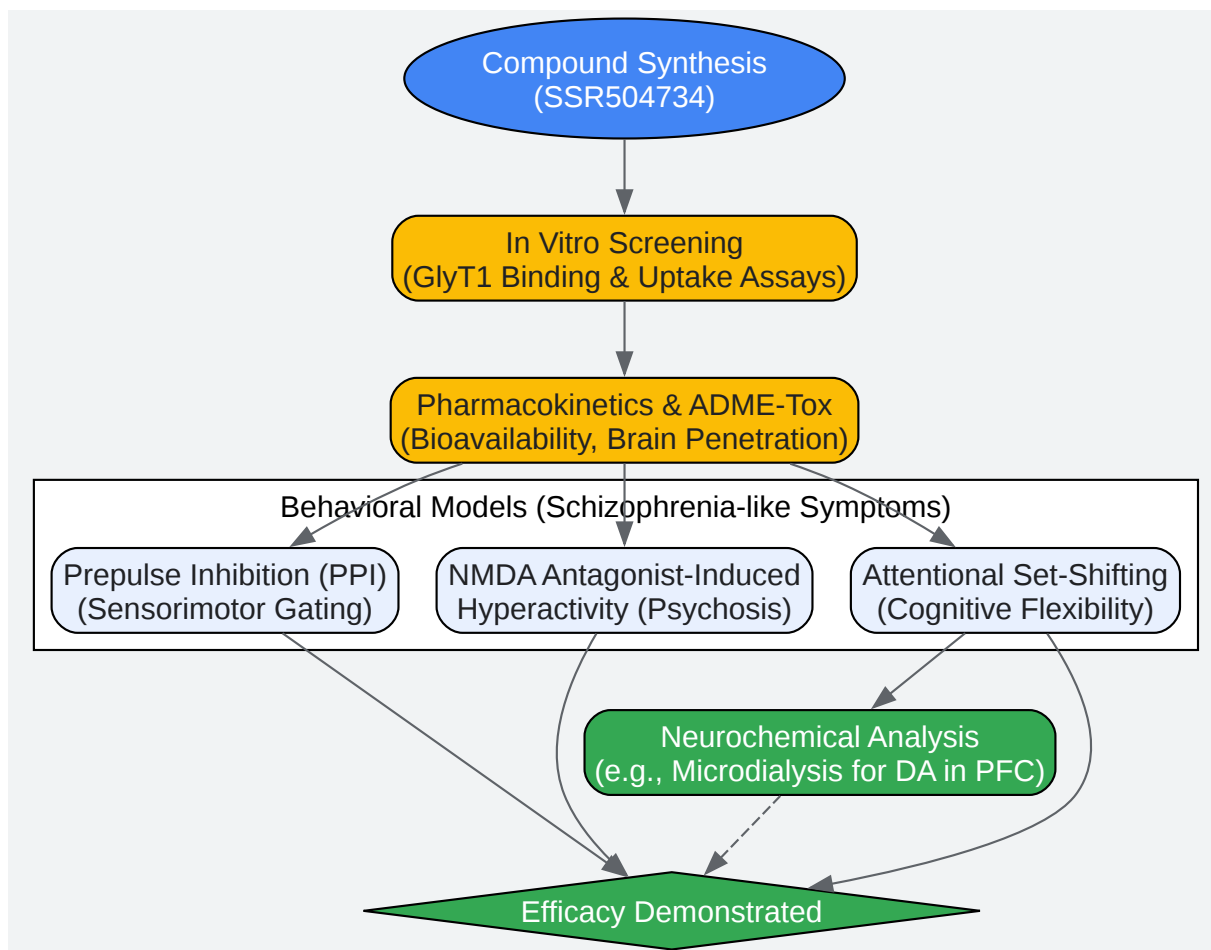 Compound Synthesis
(SSR504734)
In Vitro Screening
(GlyT1 Binding & Uptake Assays)
Pharmacokinetics & ADME-Tox
(Bioavailability, Brain Penetration)
Behavioral Models (Schizophrenia-like Symptoms)
Prepulse Inhibition (PPI)
(Sensorimotor Gating)
NMDA Antagonist-Induced
Hyperactivity (Psychosis)
Attentional Set-Shifting
(Cognitive Flexibility)
Neurochemical Analysis
(e.g., Microdialysis for DA in PFC)
Efficacy Demonstrated